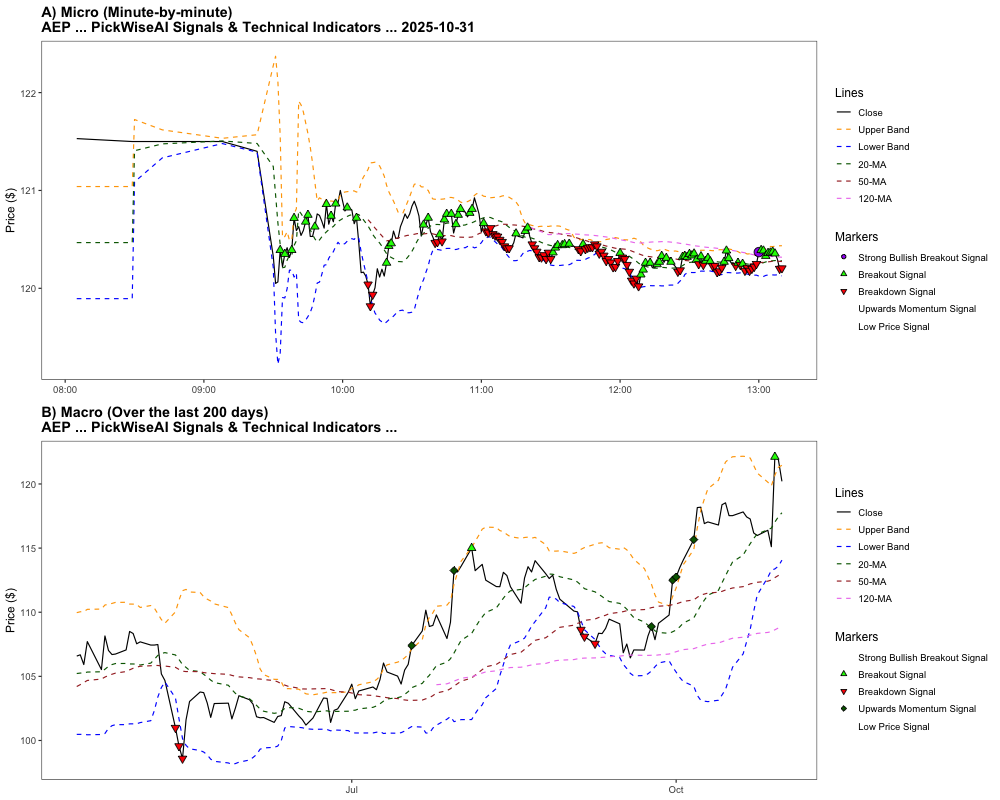 A) Micro (Minute-by-minute)
AEP ... PickWiseAI Signals & Technical Indicators ... 2025-10-31
Price ($)
122
121
120
08:00
09:00
10:00
11:00
12:00
13:00
Lines
Close
Upper Band
Lower Band
20-MA
50-MA
120-MA
Markers
Strong Bullish Breakout Signal
Breakout Signal
Breakdown Signal
Upwards Momentum Signal
Low Price Signal
B) Macro (Over the last 200 days)
AEP ... PickWiseAI Signals & Technical Indicators ...
Price ($)
120
115
110
105
100
Jul
Oct
Lines
Close
Upper Band
Lower Band
20-MA
50-MA
120-MA
Markers
Strong Bullish Breakout Signal
Breakout Signal
Breakdown Signal
Upwards Momentum Signal
Low Price Signal